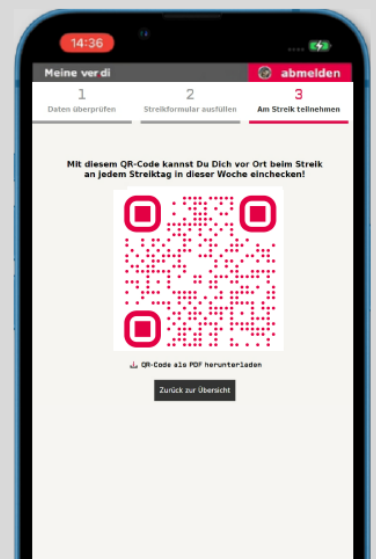 14:36
Meine ver di
abmelden
1
2
3
Daten überprüfen
Streikformular ausfüllen
Am Streik teilnehmen
Mit diesem QR-Code kannst Du Dich vor Ort beim Streik
an jedem Streiktag in dieser Woche einchecken!
QR-Code als PDF herunterladen
Zurück zur Übersicht